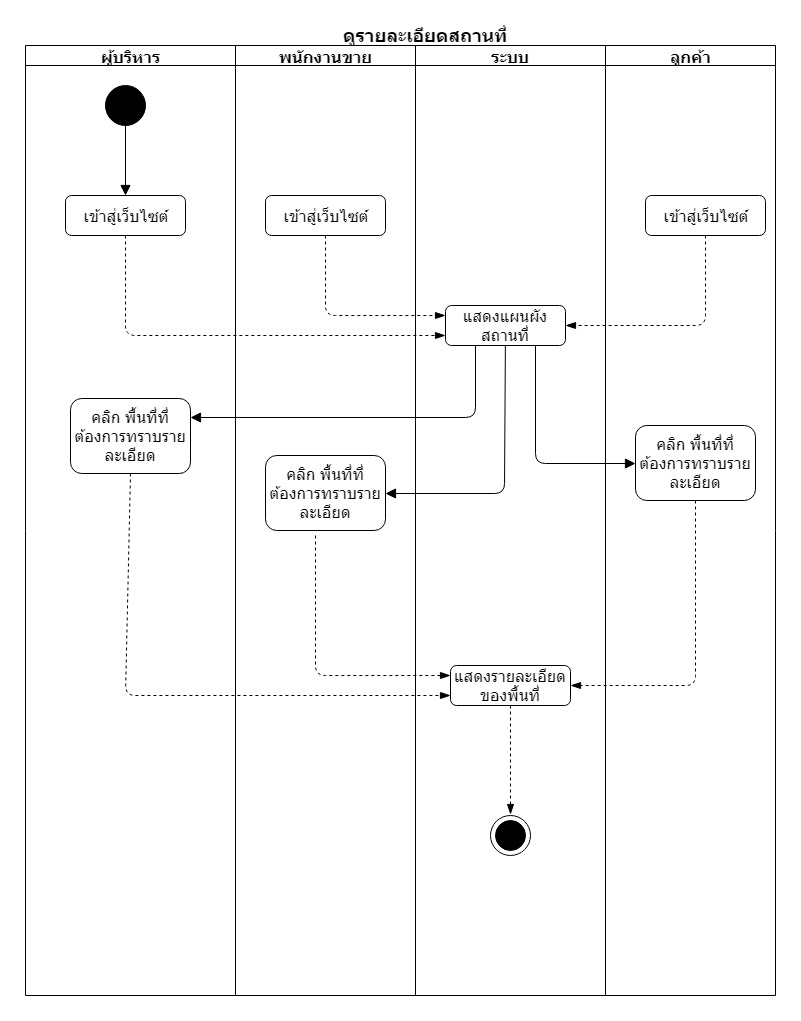 ดูรายละเอียดสถานที่
ผู้บริหาร
พนักงานขาย
ระบบ
ลูกค้า
เข้าสู่เว็บไซต์
เข้าสู่เว็บไซต์
เข้าสู่เว็บไซต์
แสดงแผนผัง
สถานที่
คลิก พื้นที่ที่
ต้องการทราบราย
ละเอียด
คลิก พื้นที่ที่
ต้องการทราบราย
ละเอียด
คลิก พื้นที่ที่
ต้องการทราบราย
ละเอียด
แสดงรายละเอียด
ของพื้นที่